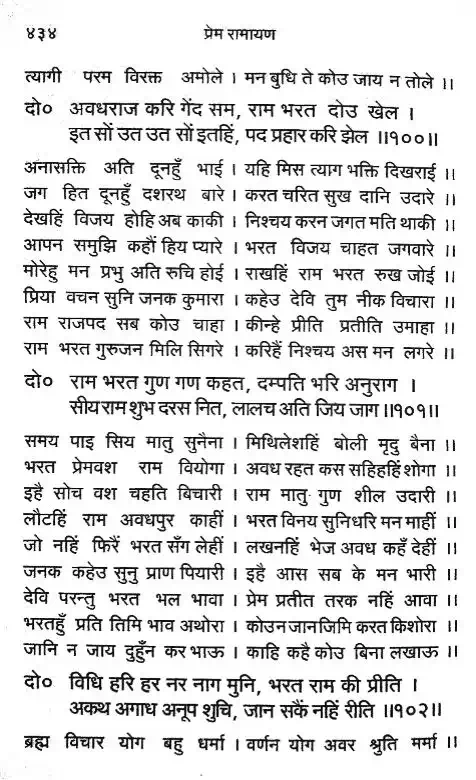 ४३४ प्रेम रामायण
त्यागी परम विरक्त अमोले । मन बुधि ते कोउ जाय न तोले ।।
दो० अवधराज करि गेंद सम, राम भरत दोउ खेल ।
इत सों उत उत सों इतहिं, पद प्रहार करि झेल ।।१००।।
अनासक्ति अति दूनहुँ भाई । यहि मिस त्याग भक्ति दिखराई ।।
जग हित दूनहुँ दशरथ बारे । करत चरित सुख दानि उदारे ।।
देखहिं विजय होहि अब काकी । निश्चय करन जगत मति थाकी ।।
आपन समुझि कहौं हिय प्यारे । भरत विजय चाहत जगवारे ।।
मोरेहु मन प्रभु अति रुचि होई । राखहिं राम भरत रुख जोई ।।
प्रिया वचन सुनि जनक कुमारा । कहेउ देवि तुम नीक विचारा ।।
राम राजपद सब कोउ चाहा । कीन्हे प्रीति प्रतीति उमाहा ।।
राम भरत गुरुजन मिलि सिगरे । करिहैं निश्चय अस मन लगरे ।।
दो० राम भरत गुण गण कहत, दम्पति भरि अनुराग ।
सीय राम शुभ दरस नित, लालच अति जिय जाग ।।१०१।।
समय पाइ सिय मातु सुनैना । मिथिलेशहिं बोली मृदु बैना ।।
भरत प्रेमवश राम वियोगा । अवध रहत कस सहिहहिं शोगा ।।
इहै सोच वश चहति बिचारी । राम मातु गुण शील उदारी ।।
लौटहिं राम अवधपुर काहीं । भरत विनय सुनिधरि मन माहीं ।।
जो नहिं फिरैं भरत सँग लेहीं । लखनहिं भेज अवध कहँ देहीं ।।
जनक कहेउ सुनु प्राण पियारी । इहै आस सब के मन भारी ।।
देवि परन्तु भरत भल भावा । प्रेम प्रतीत तरक नहिं आवा ।।
भरतहुँ प्रति तिमि भाव अथोरा । कोउन जान जिमि करत किशोरा ।।
जानि न जाय दुहुँन कर भाऊ । काहि कहै कोउ बिना लखाऊ ।।
दो० विधि हरि हर नर नाग मुनि, भरत राम की प्रीति ।
अकथ अगाध अनूप शुचि, जान सकैं नहिं रीति ।।१०२।।
ब्रह्म विचार योग बहु धर्मा । वर्णन योग अवर श्रुति मर्मा ।।